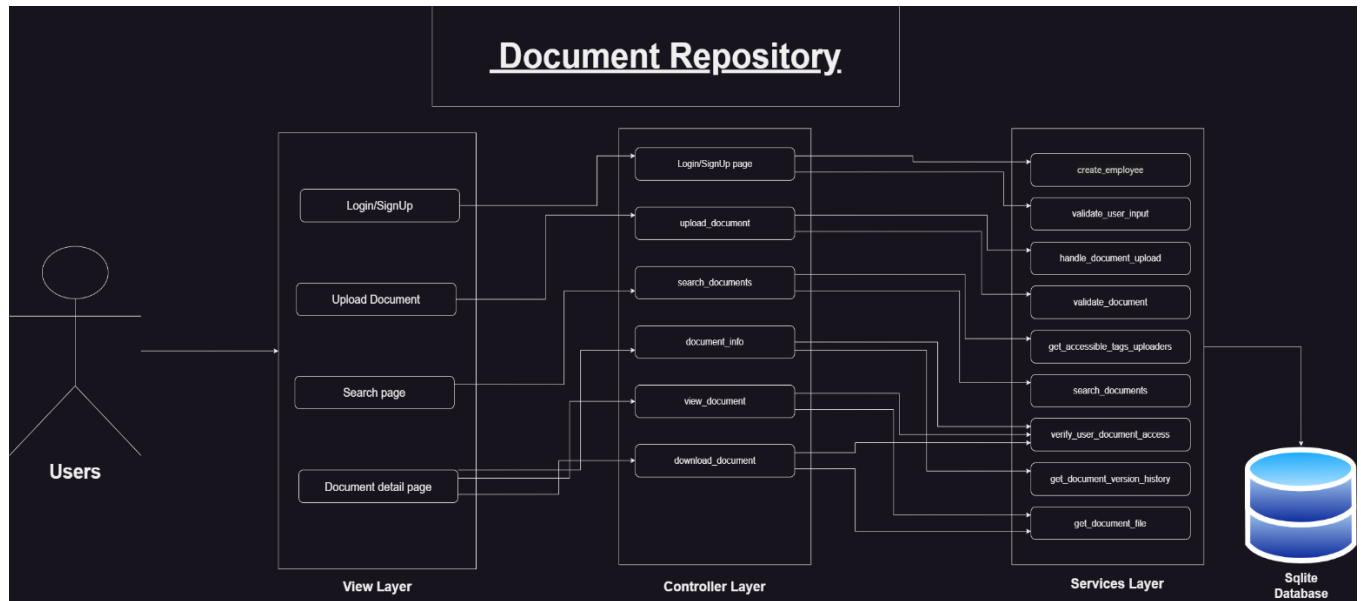 Document Repository
Users
Login/SignUp
Upload Document
Search page
Document detail page
View Layer
Login/SignUp page
upload_document
search_documents
document_info
view_document
download_document
Controller Layer
create_employee
validate_user_input
handle_document_upload
validate_document
get_accessible_tags_uploaders
search_documents
verify_user_document_access
get_document_version_history
get_document_file
Services Layer
Sqlite
Database